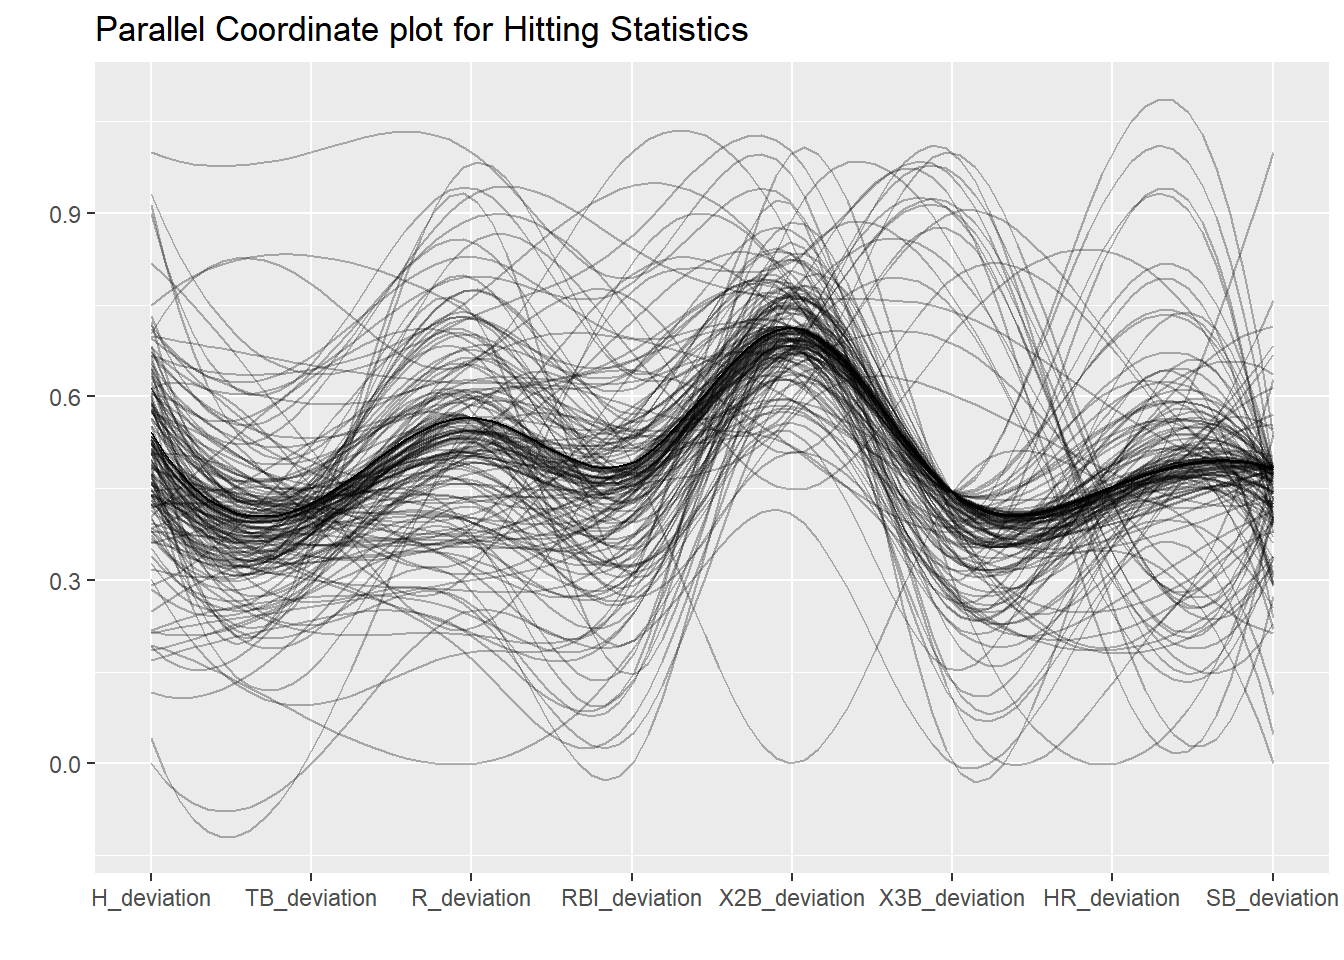 Parallel Coordinate plot for Hitting Statistics
0.9
0.6
0.3
0.0
H_deviation TB_deviation R_deviation RBI_deviation X2B_deviation X3B_deviation HR_deviation SB_deviation